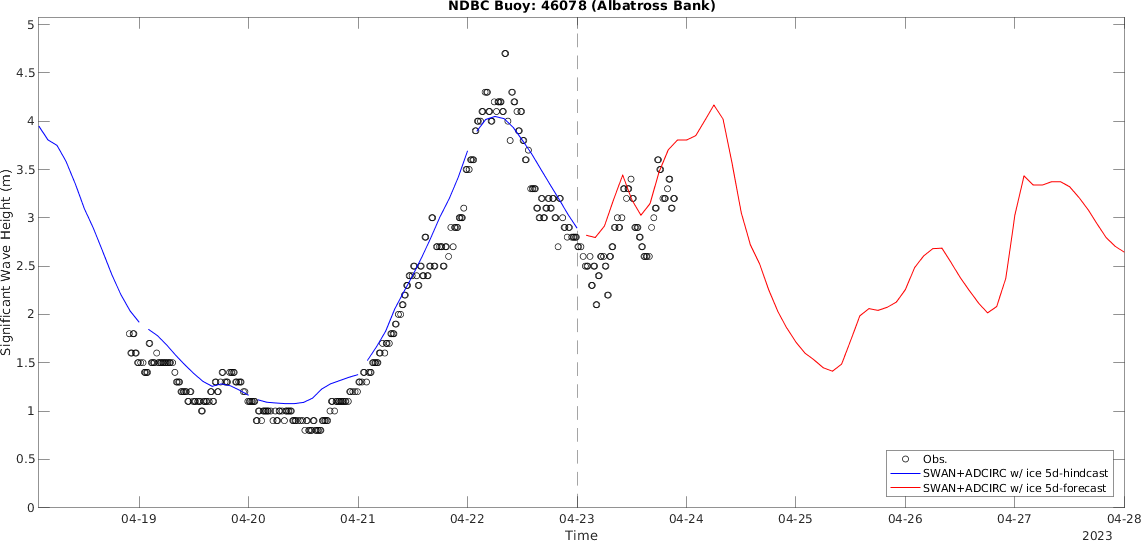 NDBC Buoy: 46078 (Albatross Bank)
5
4.5
4
3.5
3
2.5
2
1.5
1
0.5
0
Significant Wave Height (m)
04-19 04-20 04-21 04-22 04-23 04-24 04-25 04-26 04-27 04-28
Time
2023
Obs.
SWAN+ADCIRC w/ ice 5d-hindcast
SWAN+ADCIRC w/ ice 5d-forecast